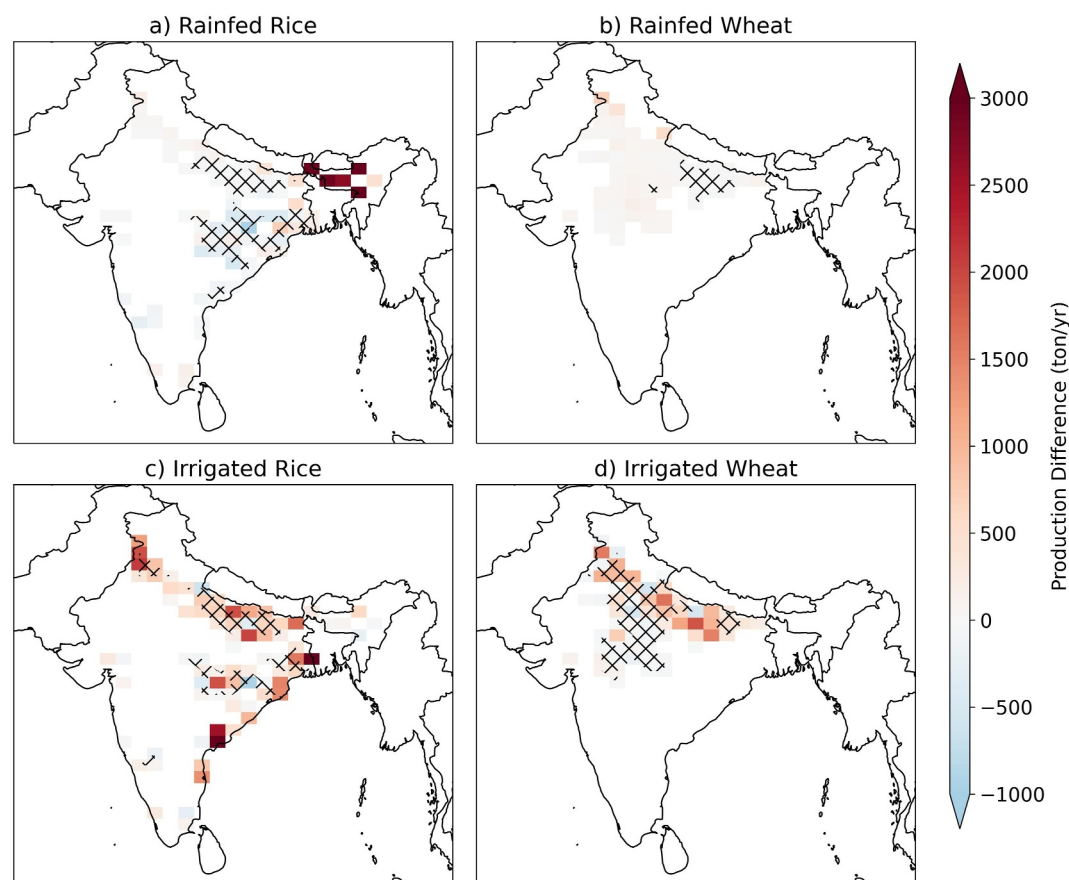 a) Rainfed Rice
b) Rainfed Wheat
c) Irrigated Rice
d) Irrigated Wheat
3000
2500
2000
1500
1000
500
0
−500
−1000
Production Difference (ton/yr)